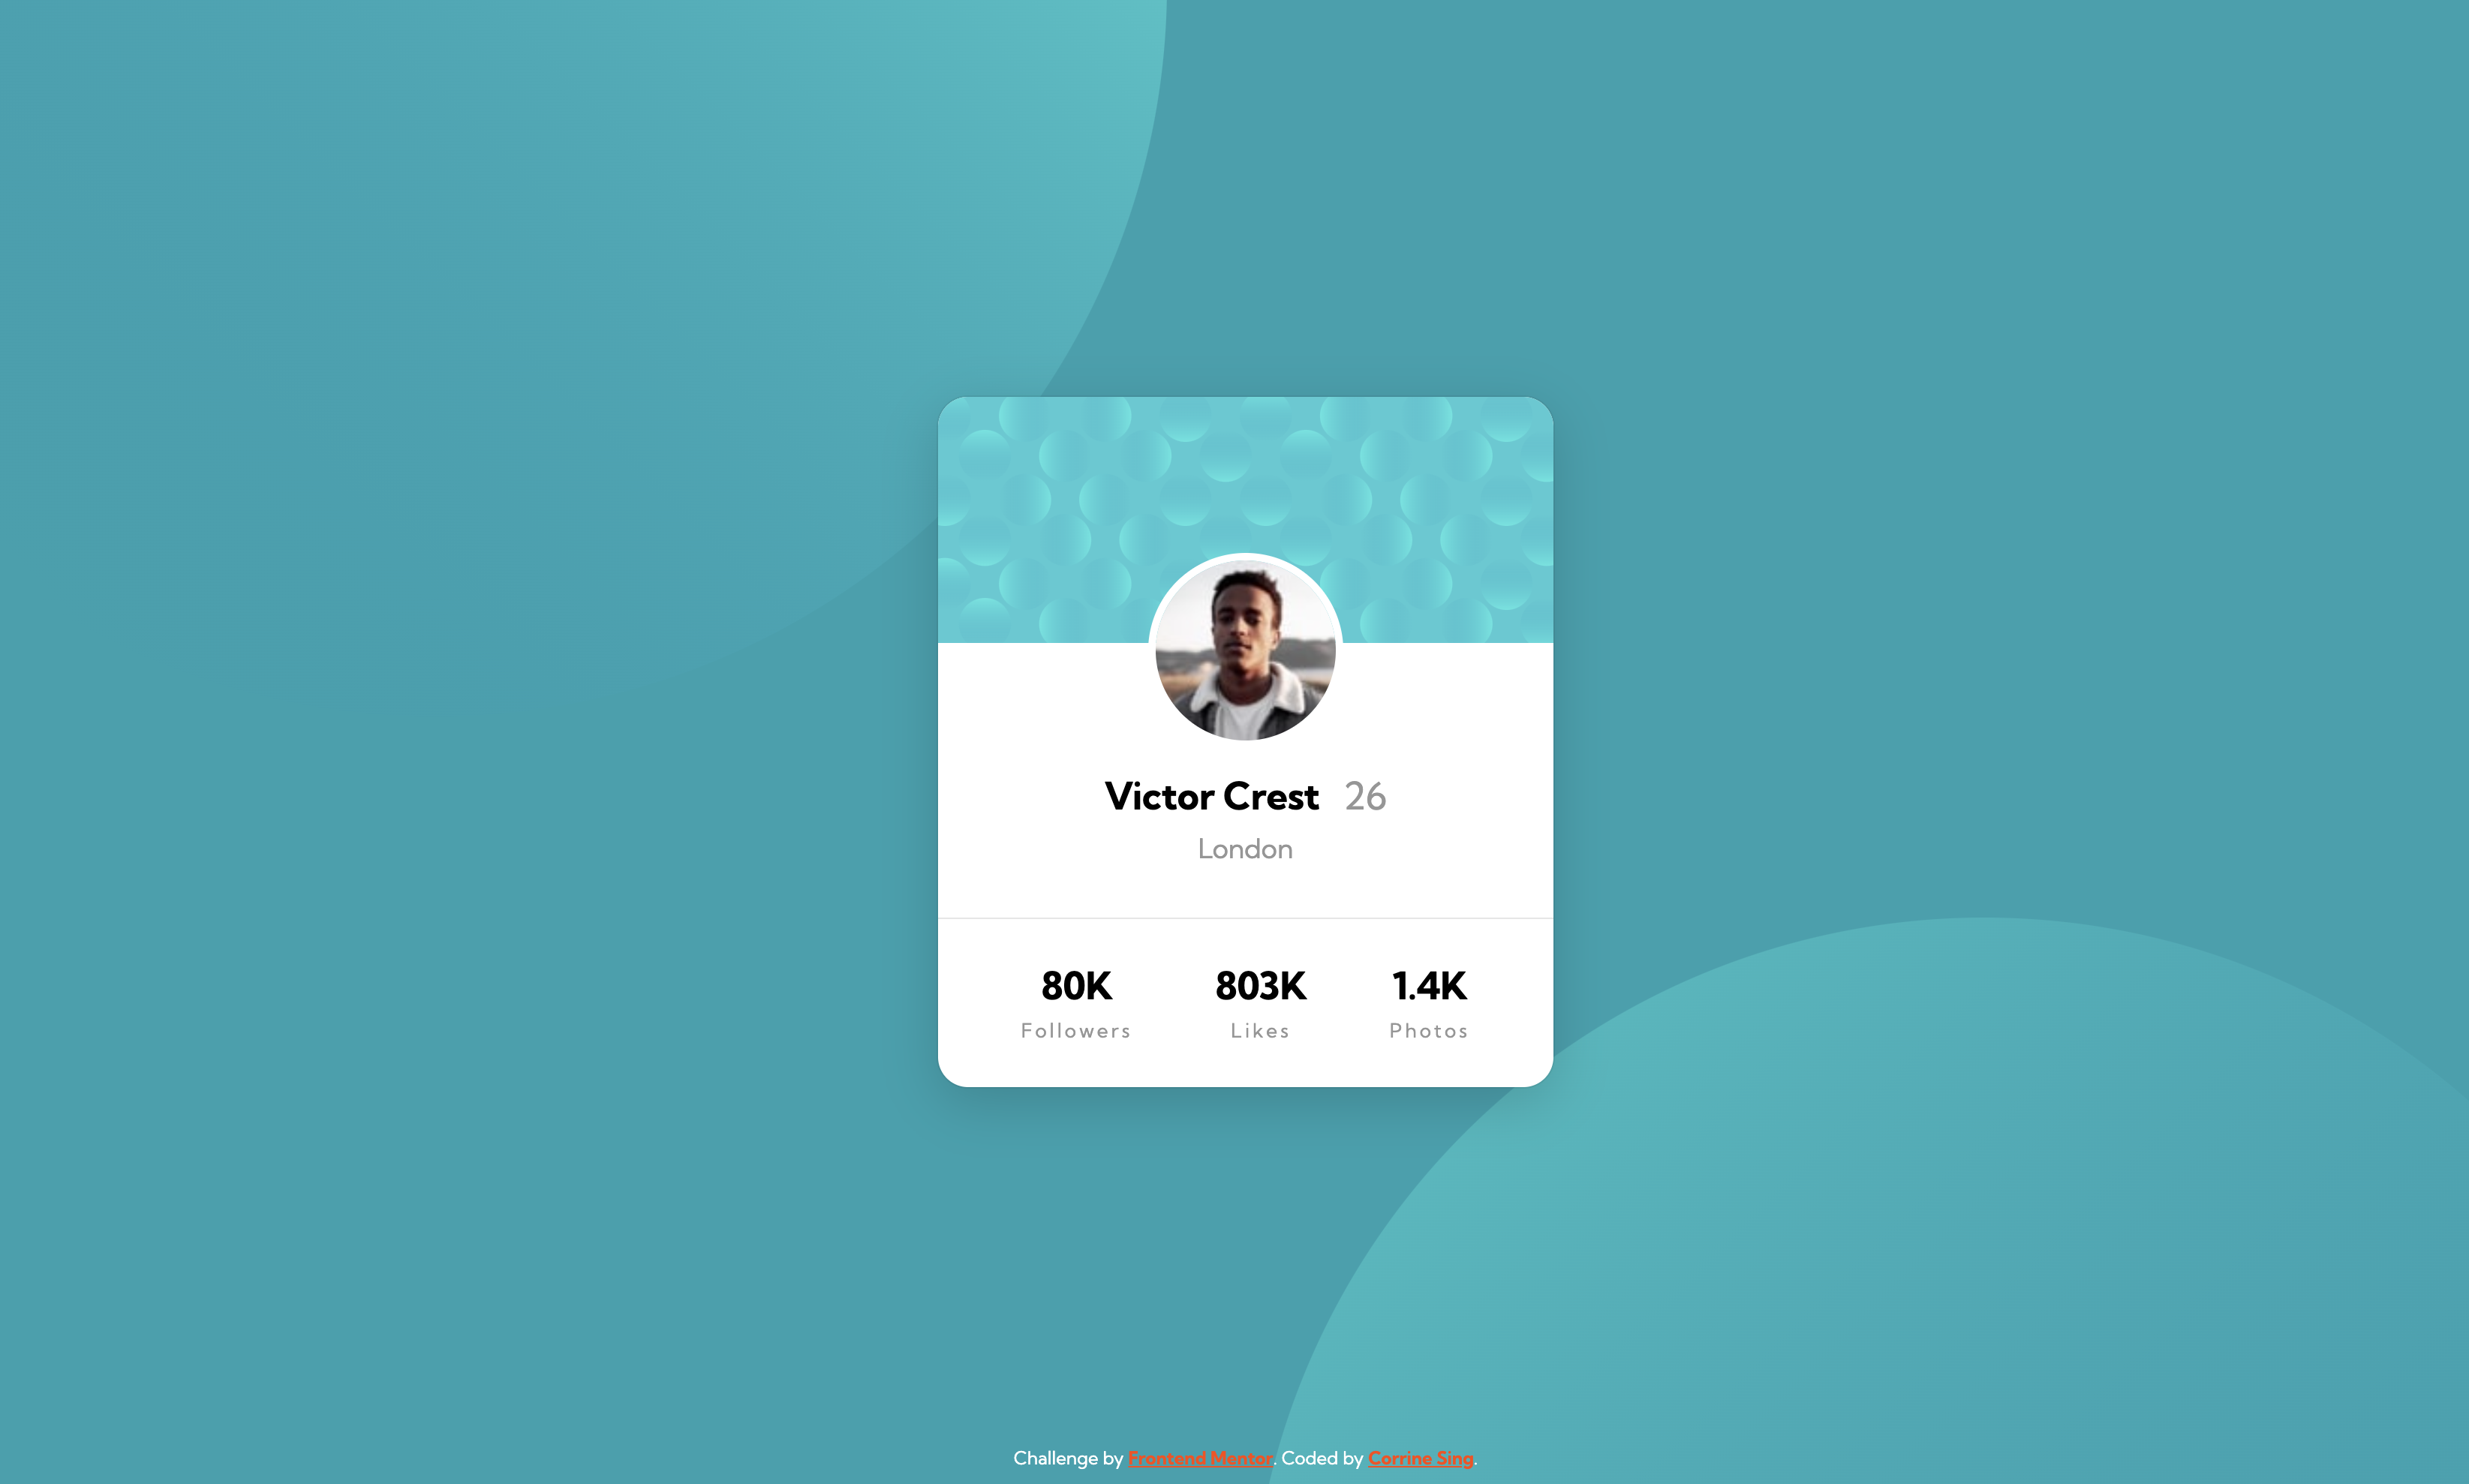 Victor Crest 26
London
80K 803K 1.4K
Followers Likes Photos
Challenge by Frontend Mentor. Coded by Corrine Sing.